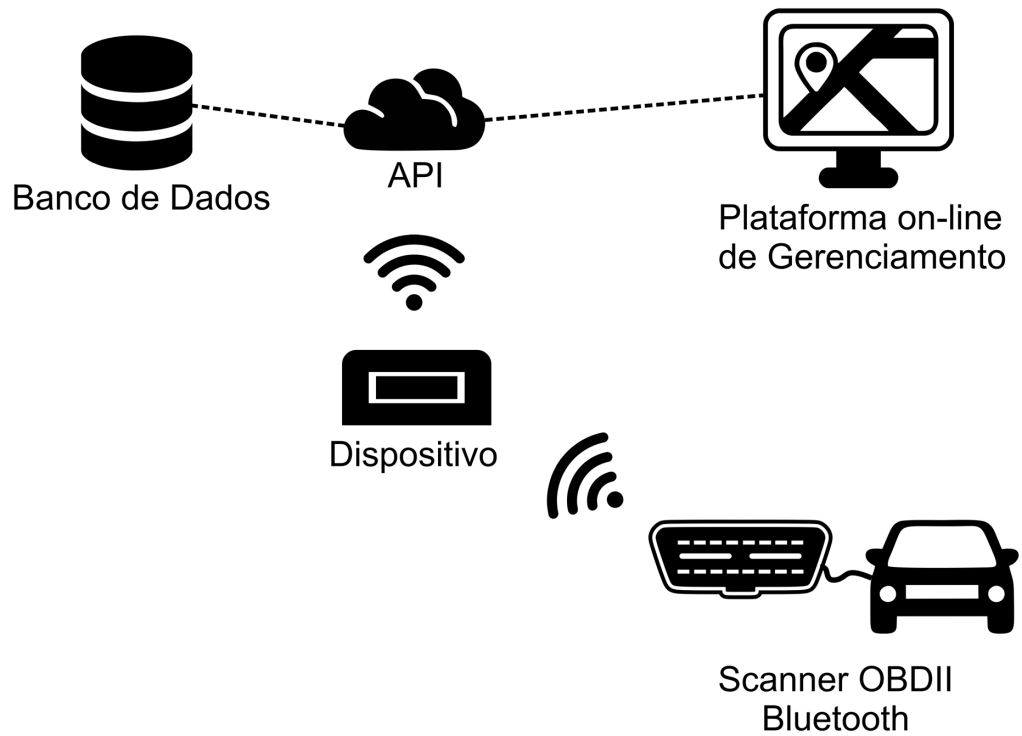 Banco de Dados
API
Plataforma on-line
de Gerenciamento
Dispositivo
Scanner OBDII
Bluetooth